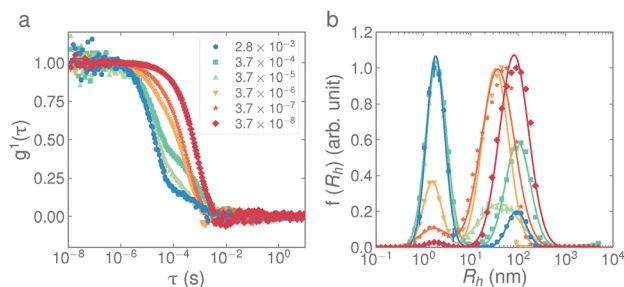 a
g¹(τ)
1.00
0.75
0.50
0.25
0.00
2.8 × 10⁻³
3.7 × 10⁻⁴
3.7 × 10⁻⁵
3.7 × 10⁻⁶
3.7 × 10⁻⁷
3.7 × 10⁻⁸
10⁻⁸ 10⁻⁶ 10⁻⁴ 10⁻² 10⁰
τ (s)
b
f (Rₕ) (arb. unit)
1.2
1.0
0.8
0.6
0.4
0.2
0.0
10⁻¹ 10⁰ 10¹ 10² 10³ 10⁴
Rₕ (nm)